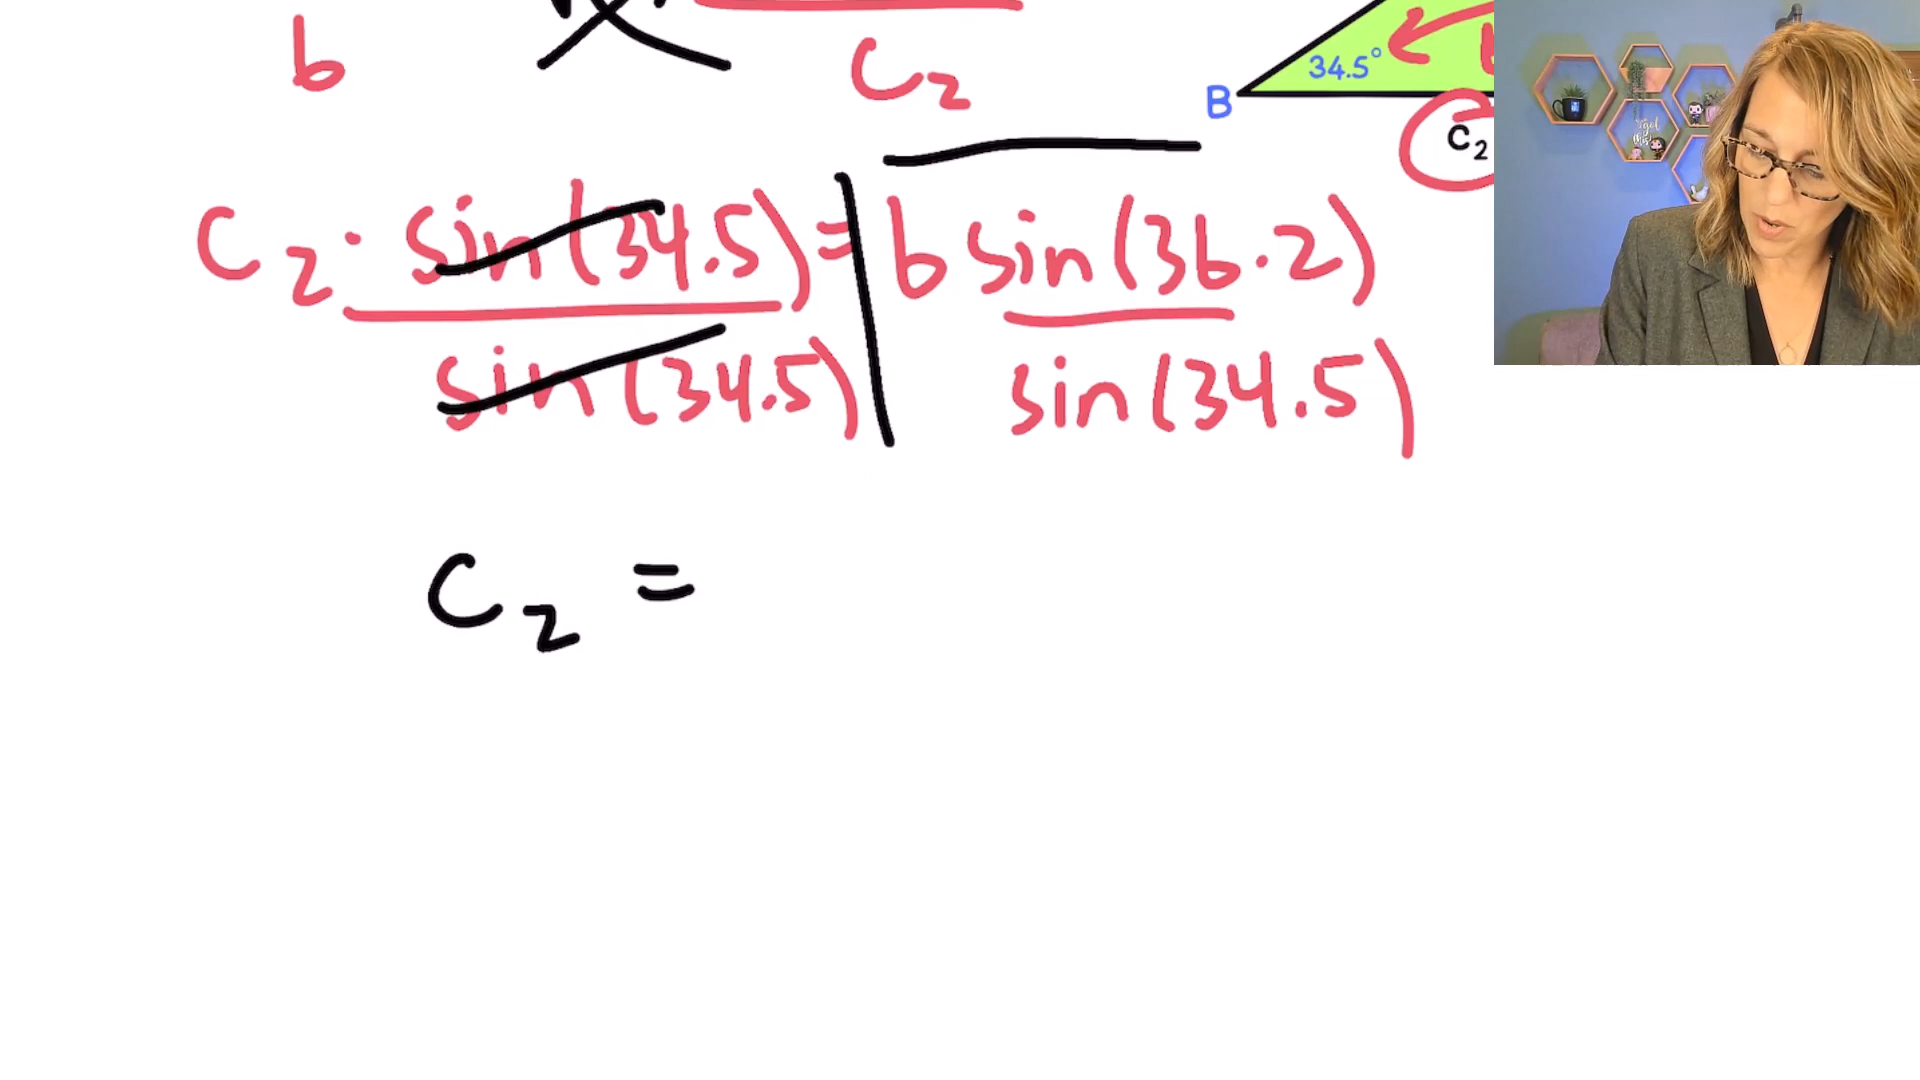 b
C₂
34.5°
B
C₂
C₂ · sin(34.5) = b sin(36.2)
sin(34.5) sin(34.5)
C₂ =